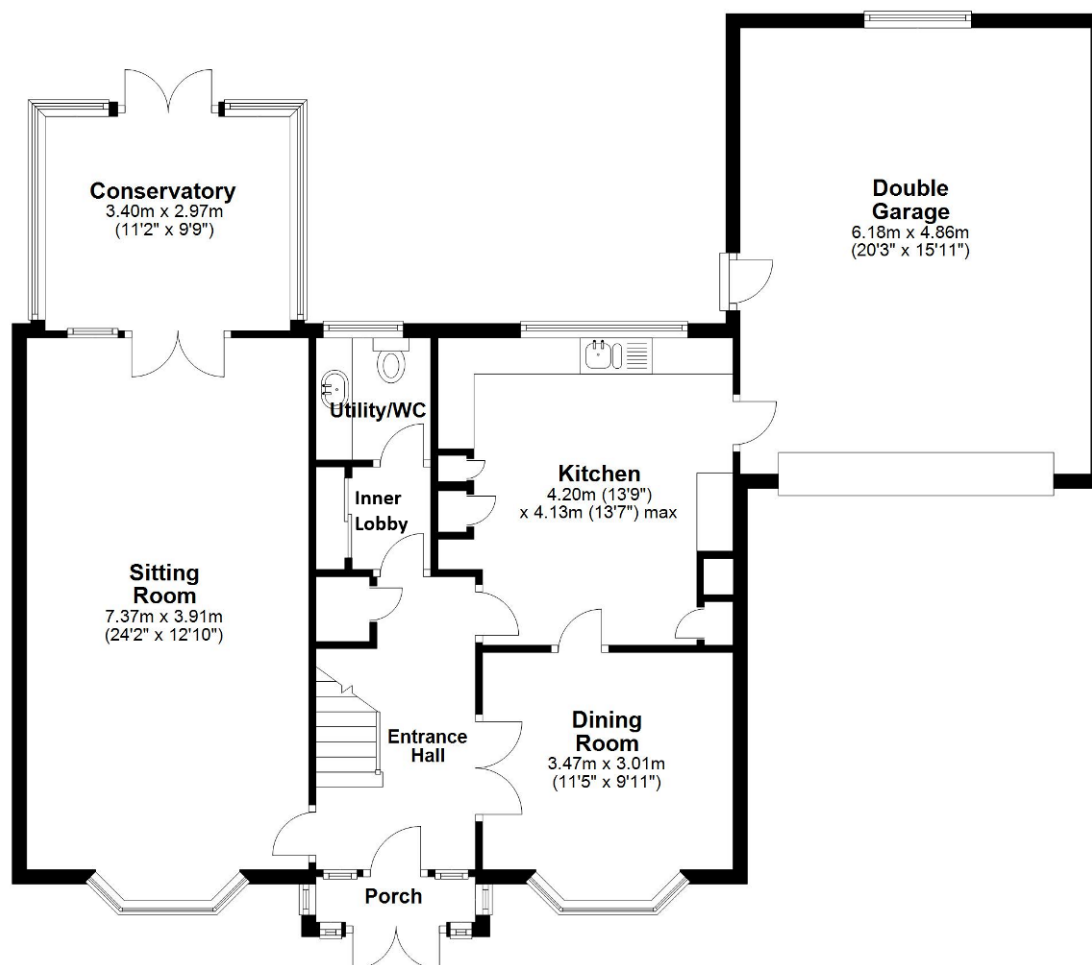 Conservatory
3.40m x 2.97m
(11'2" x 9'9")
Double
Garage
6.18m x 4.86m
(20'3" x 15'11")
Utility/WC
Kitchen
4.20m (13'9")
x 4.13m (13'7") max
Inner
Lobby
Sitting
Room
7.37m x 3.91m
(24'2" x 12'10")
Entrance
Hall
Dining
Room
3.47m x 3.01m
(11'5" x 9'11")
Porch